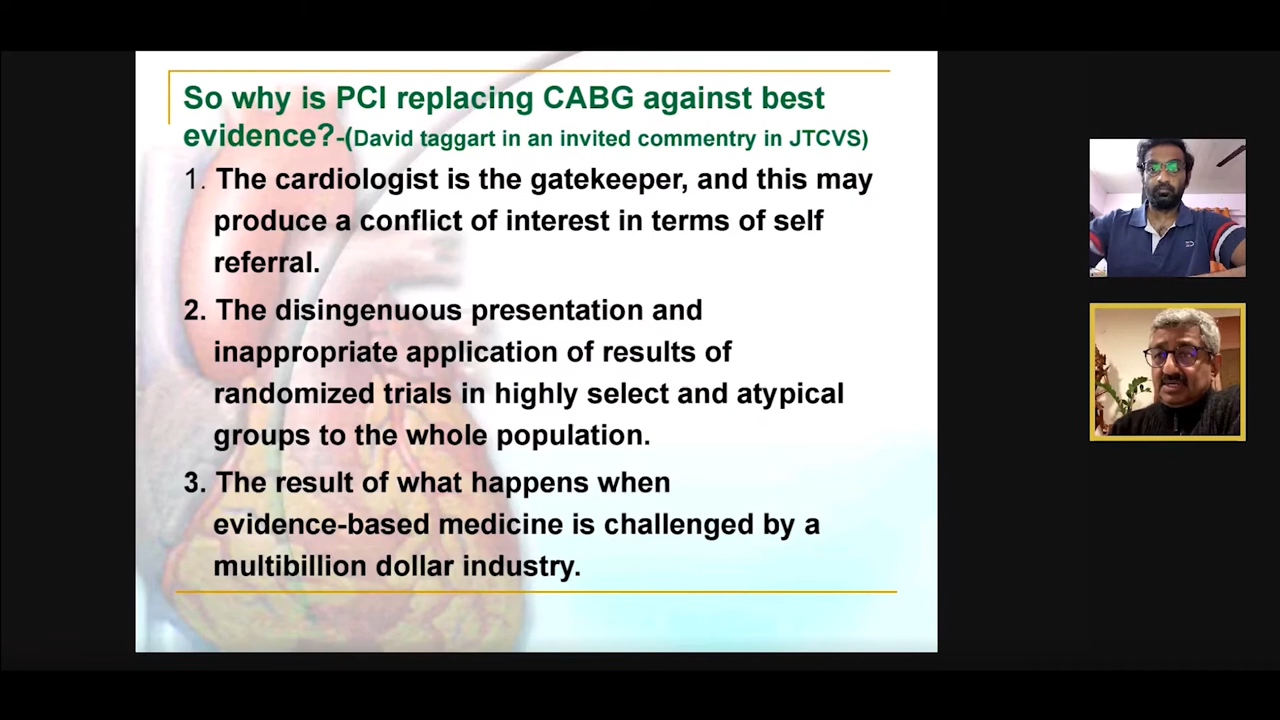 So why is PCI replacing CABG against best
evidence?-(David taggart in an invited commentry in JTCVS)
1. The cardiologist is the gatekeeper, and this may
produce a conflict of interest in terms of self
referral.
2. The disingenuous presentation and
inappropriate application of results of
randomized trials in highly select and atypical
groups to the whole population.
3. The result of what happens when
evidence-based medicine is challenged by a
multibillion dollar industry.